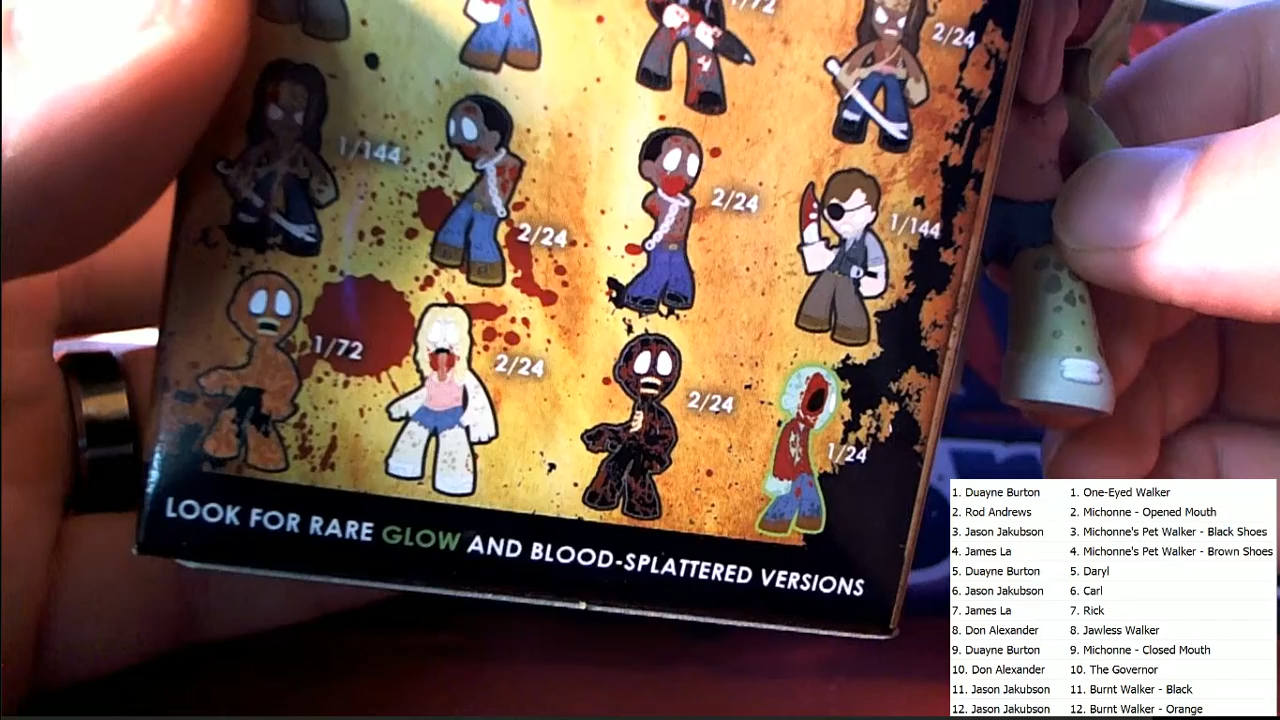 1/72
2/24
1/144
2/24
2/24
1/144
1/72
2/24
2/24
1/24
LOOK FOR RARE GLOW AND BLOOD-SPLATTERED VERSIONS
1. Duayne Burton 1. One-Eyed Walker
2. Rod Andrews 2. Michonne - Opened Mouth
3. Jason Jakubson 3. Michonne's Pet Walker - Black Shoes
4. James La 4. Michonne's Pet Walker - Brown Shoes
5. Duayne Burton 5. Daryl
6. Jason Jakubson 6. Carl
7. James La 7. Rick
8. Don Alexander 8. Jawless Walker
9. Duayne Burton 9. Michonne - Closed Mouth
10. Don Alexander 10. The Governor
11. Jason Jakubson 11. Burnt Walker - Black
12. Jason Jakubson 12. Burnt Walker - Orange